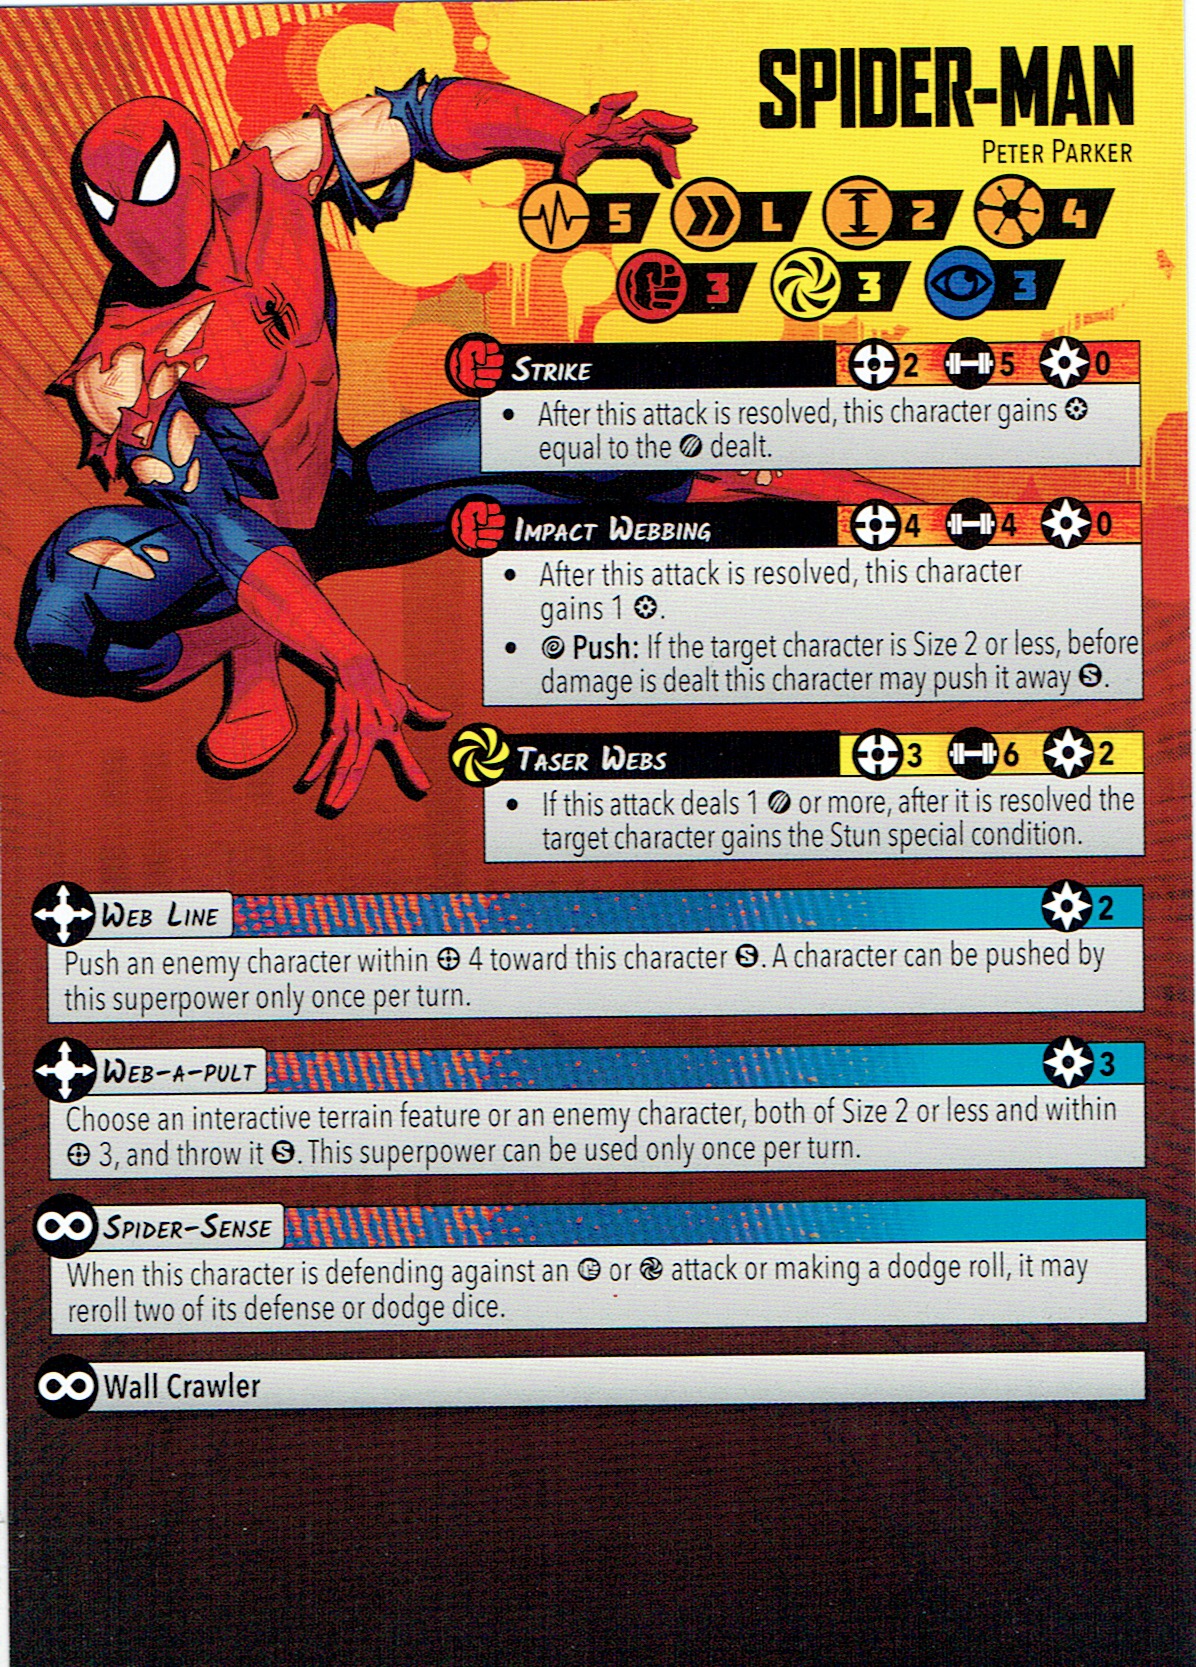 SPIDER-MAN
PETER PARKER
5 L 2 4
3 3 3
STRIKE 2 5 0
• After this attack is resolved, this character gains
equal to the dealt.
IMPACT WEBBING 4 4 0
• After this attack is resolved, this character
gains 1 .
• Push: If the target character is Size 2 or less, before
damage is dealt this character may push it away S.
TASER WEBS 3 6 2
• If this attack deals 1 or more, after it is resolved the
target character gains the Stun special condition.
WEB LINE 2
Push an enemy character within 4 toward this character S. A character can be pushed by
this superpower only once per turn.
WEB-A-PULT 3
Choose an interactive terrain feature or an enemy character, both of Size 2 or less and within
3, and throw it S. This superpower can be used only once per turn.
SPIDER-SENSE
When this character is defending against an or attack or making a dodge roll, it may
reroll two of its defense or dodge dice.
Wall Crawler